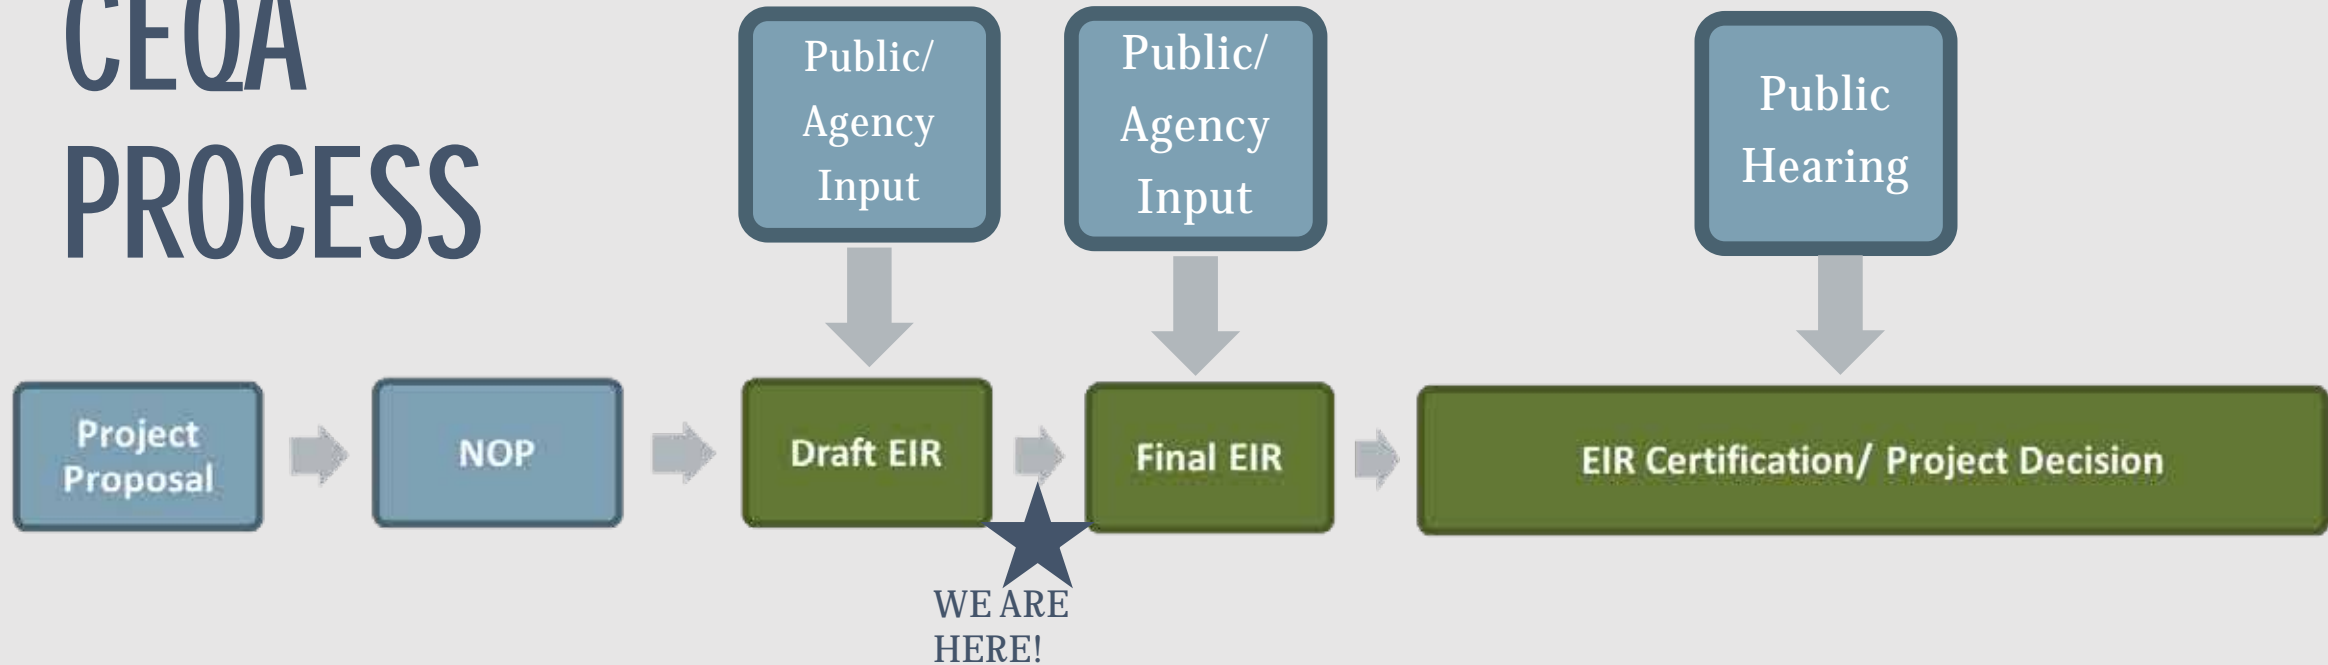 CEQA
PROCESS
Public/
Agency
Input
Public/
Agency
Input
Public
Hearing
Project
Proposal
NOP
Draft EIR
Final EIR
EIR Certification/ Project Decision
WE ARE
HERE!